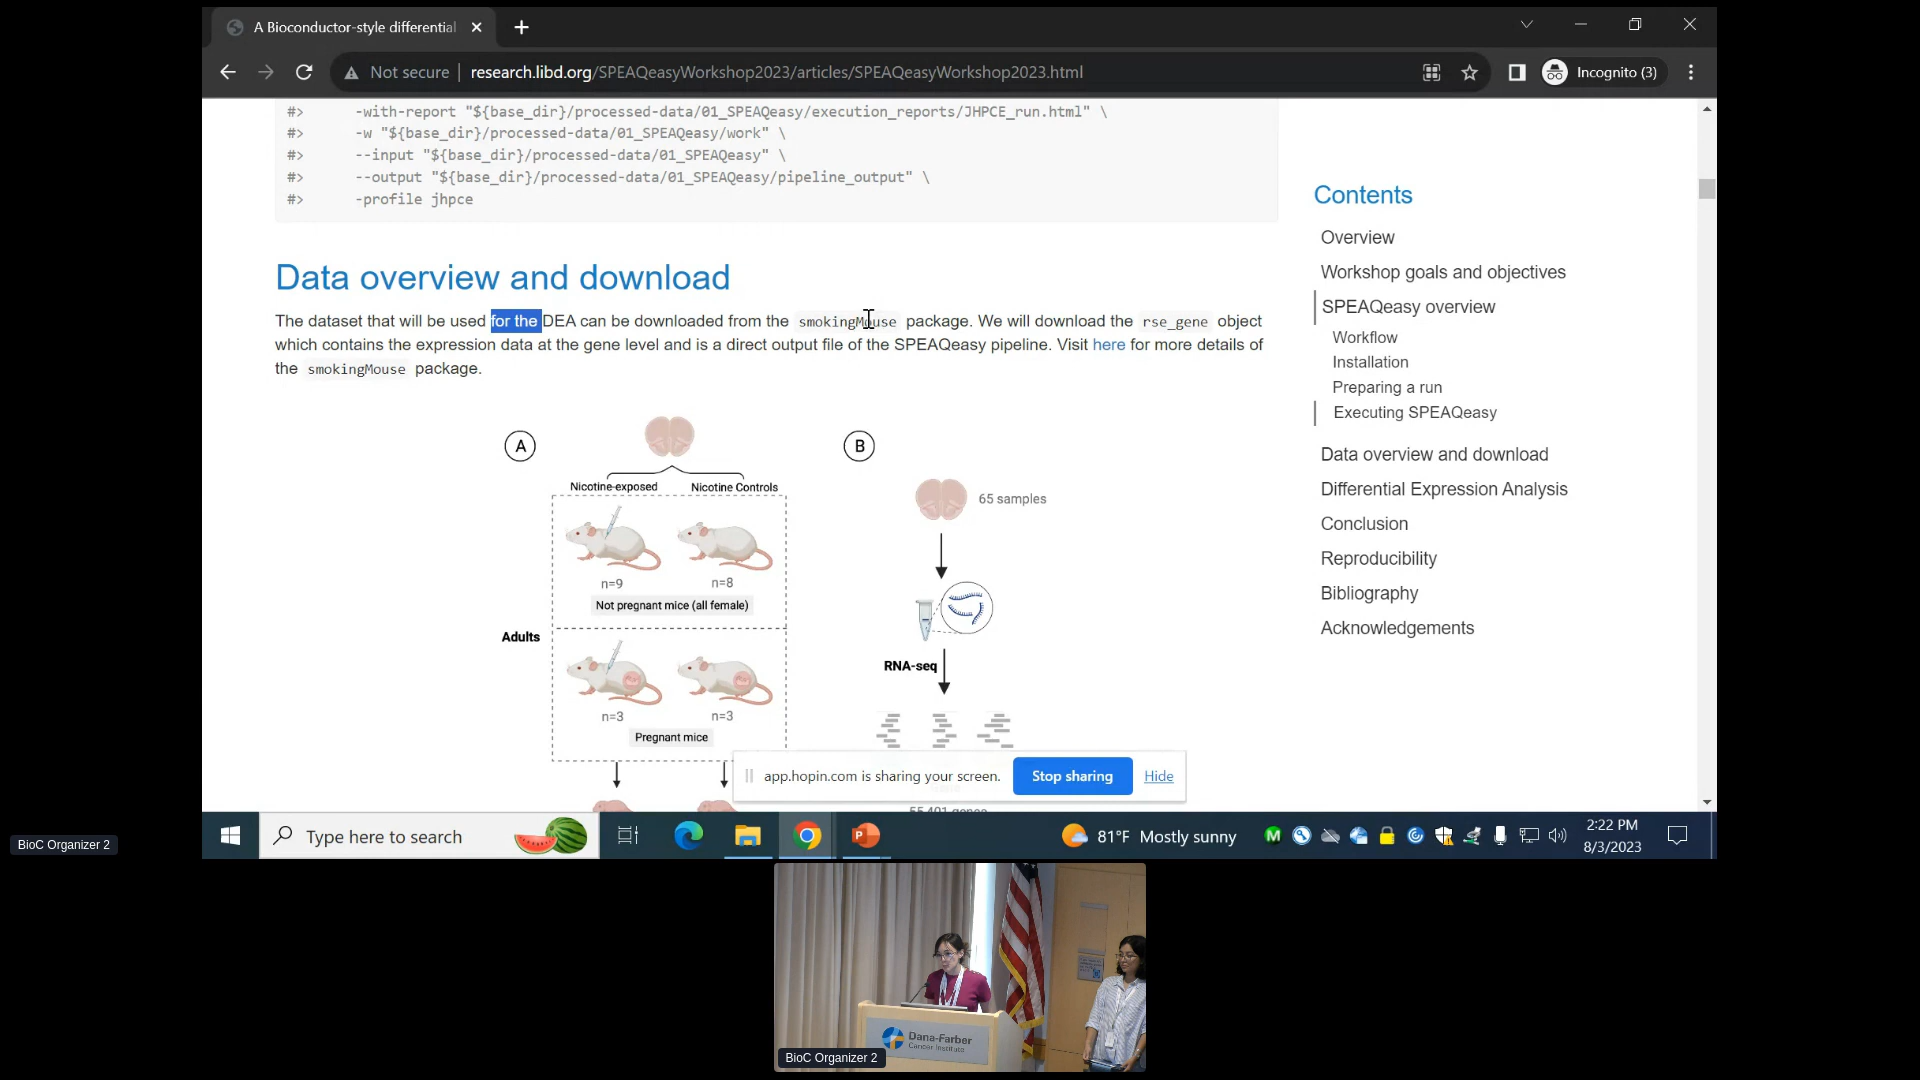 A Bioconductor-style differential
Not secure
research.libd.org/SPEAQeasyWorkshop2023/articles/SPEAQeasyWorkshop2023.html
Incognito (3)
#> -with-report "${base_dir}/processed-data/01_SPEAQeasy/execution_reports/JHPCE_run.html" \
#> -w "${base_dir}/processed-data/01_SPEAQeasy/work" \
#> --input "${base_dir}/processed-data/01_SPEAQeasy" \
#> --output "${base_dir}/processed-data/01_SPEAQeasy/pipeline_output" \
#> -profile jhpce
Data overview and download
The dataset that will be used for the DEA can be downloaded from the smokingMouse package. We will download the rse_gene object
which contains the expression data at the gene level and is a direct output file of the SPEAQeasy pipeline. Visit here for more details of
the smokingMouse package.
A
Nicotine-exposed
Nicotine Controls
n=9
n=8
Not pregnant mice (all female)
Adults
n=3
n=3
Pregnant mice
B
65 samples
RNA-seq
55,401 genes
Contents
Overview
Workshop goals and objectives
SPEAQeasy overview
Workflow
Installation
Preparing a run
Executing SPEAQeasy
Data overview and download
Differential Expression Analysis
Conclusion
Reproducibility
Bibliography
Acknowledgements
app.hopin.com is sharing your screen.
Stop sharing
Hide
Type here to search
81°F Mostly sunny
2:22 PM
8/3/2023
BioC Organizer 2
Dana-Farber
Cancer Institute
BioC Organizer 2